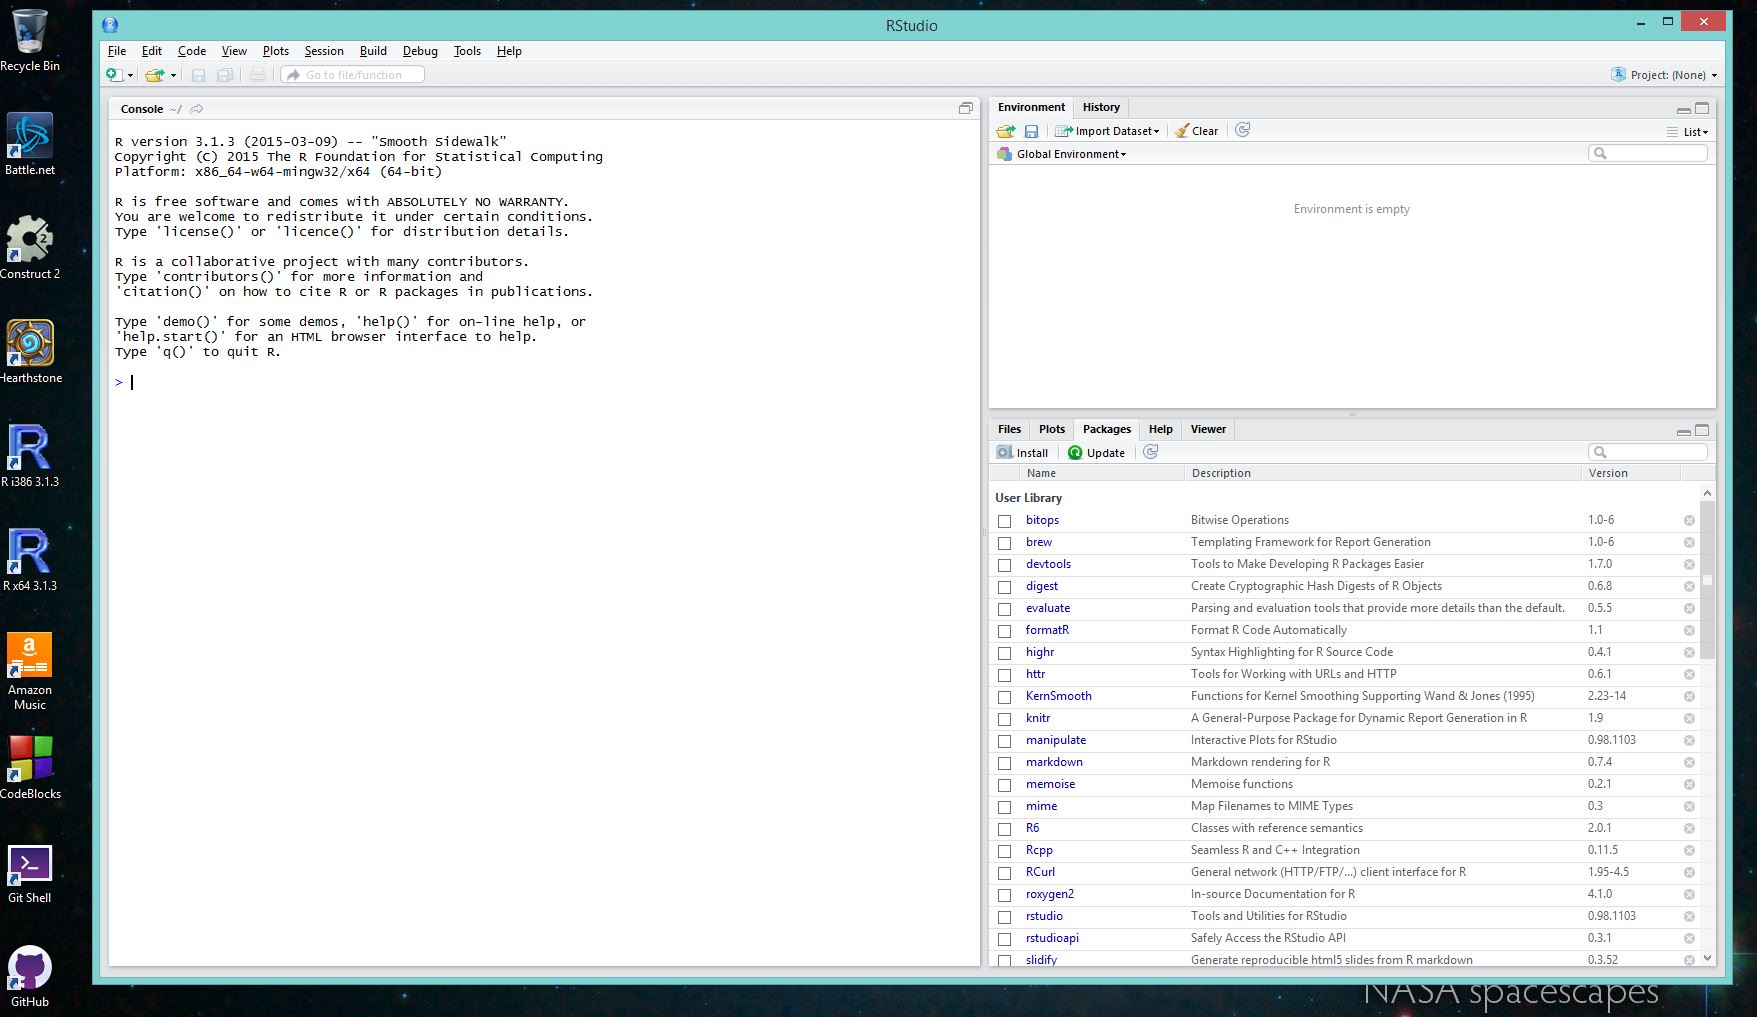 Recycle Bin
Battle.net
Construct 2
Hearthstone
R i386 3.1.3
R x64 3.1.3
Amazon
Music
CodeBlocks
Git Shell
GitHub
RStudio
File Edit Code View Plots Session Build Debug Tools Help
Go to file/function
Project: (None)
Console ~/
R version 3.1.3 (2015-03-09) -- "Smooth Sidewalk"
Copyright (C) 2015 The R Foundation for Statistical Computing
Platform: x86_64-w64-mingw32/x64 (64-bit)
R is free software and comes with ABSOLUTELY NO WARRANTY.
You are welcome to redistribute it under certain conditions.
Type 'license()' or 'licence()' for distribution details.
R is a collaborative project with many contributors.
Type 'contributors()' for more information and
'citation()' on how to cite R or R packages in publications.
Type 'demo()' for some demos, 'help()' for on-line help, or
'help.start()' for an HTML browser interface to help.
Type 'q()' to quit R.
>
Environment History
Import Dataset Clear
List
Global Environment
Environment is empty
Files Plots Packages Help Viewer
Install Update
Name Description Version
User Library
bitops Bitwise Operations 1.0-6
brew Templating Framework for Report Generation 1.0-6
devtools Tools to Make Developing R Packages Easier 1.7.0
digest Create Cryptographic Hash Digests of R Objects 0.6.8
evaluate Parsing and evaluation tools that provide more details than the default. 0.5.5
formatR Format R Code Automatically 1.1
highr Syntax Highlighting for R Source Code 0.4.1
httr Tools for Working with URLs and HTTP 0.6.1
KernSmooth Functions for Kernel Smoothing Supporting Wand & Jones (1995) 2.23-14
knitr A General-Purpose Package for Dynamic Report Generation in R 1.9
manipulate Interactive Plots for RStudio 0.98.1103
markdown Markdown rendering for R 0.7.4
memoise Memoise functions 0.2.1
mime Map Filenames to MIME Types 0.3
R6 Classes with reference semantics 2.0.1
Rcpp Seamless R and C++ Integration 0.11.5
RCurl General network (HTTP/FTP/...) client interface for R 1.95-4.5
roxygen2 In-source Documentation for R 4.1.0
rstudio Tools and Utilities for RStudio 0.98.1103
rstudioapi Safely Access the RStudio API 0.3.1
slidify Generate reproducible html5 slides from R markdown 0.3.52
NASA spacescapes